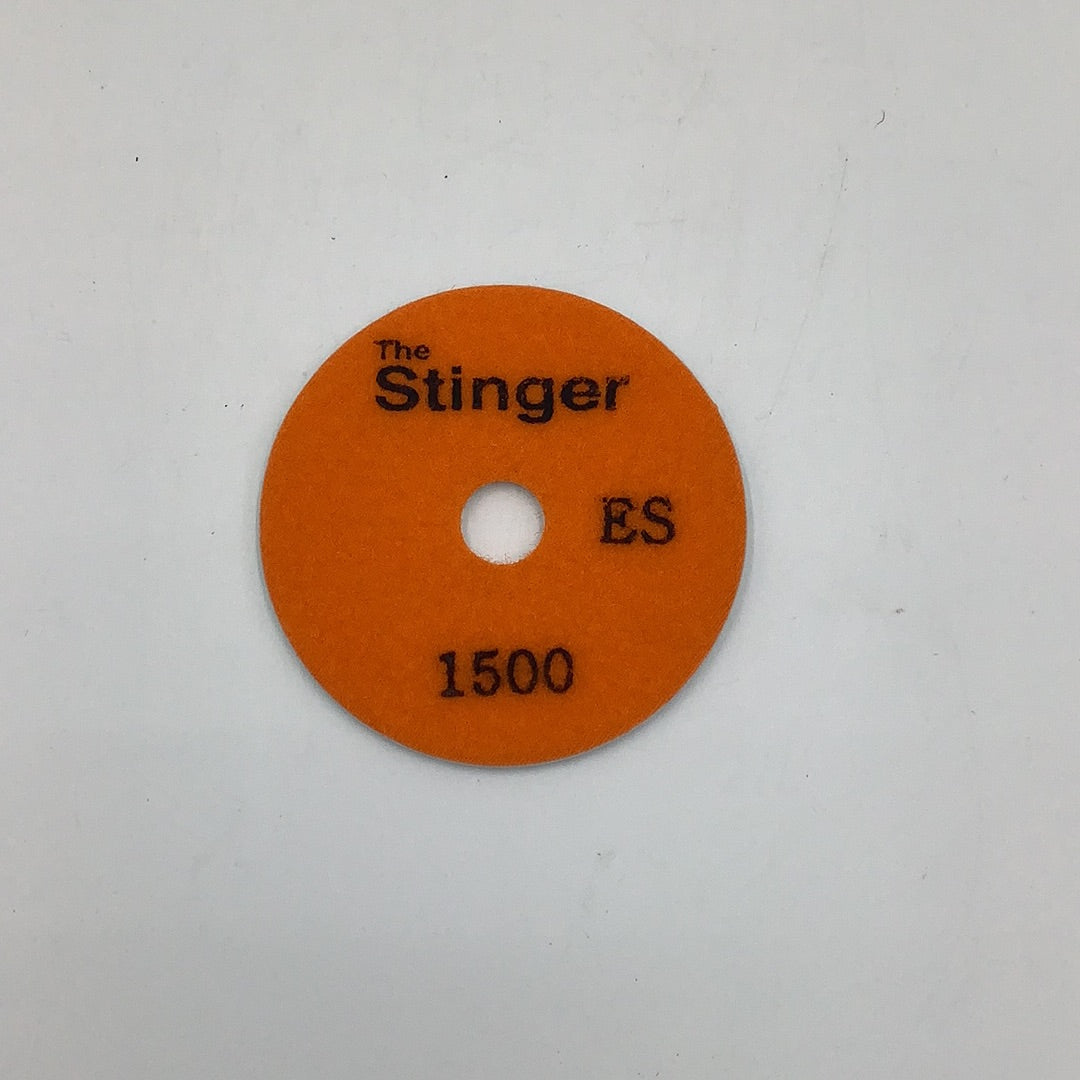 The
Stinger
ES
1500